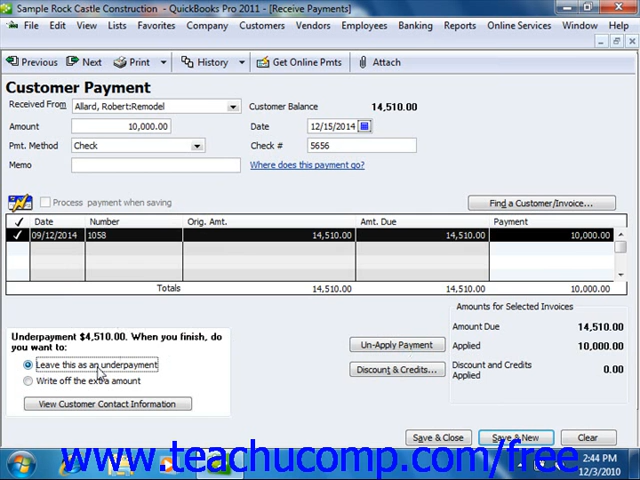 Sample Rock Castle Construction - QuickBooks Pro 2011 - [Receive Payments]
File Edit View Lists Favorites Company Customers Vendors Employees Banking Reports Online Services Window Help
Previous Next Print History Get Online Pmts Attach
Customer Payment
Received From Allard, Robert:Remodel Customer Balance 14,510.00
Amount 10,000.00 Date 12/15/2014
Pmt. Method Check Check # 5656
Memo Where does this payment go?
Process payment when saving Find a Customer/Invoice...
✓ Date Number Orig. Amt. Amt. Due Payment
✓ 09/12/2014 1058 14,510.00 14,510.00 10,000.00
Totals 14,510.00 14,510.00 10,000.00
Amounts for Selected Invoices
Underpayment $4,510.00. When you finish, do
you want to:
Leave this as an underpayment
Write off the extra amount
View Customer Contact Information
Un-Apply Payment
Discount & Credits...
Amount Due 14,510.00
Applied 10,000.00
Discount and Credits
Applied 0.00
Save & Close Save & New Clear
www.teachucomp.com/free
2:44 PM
12/3/2010